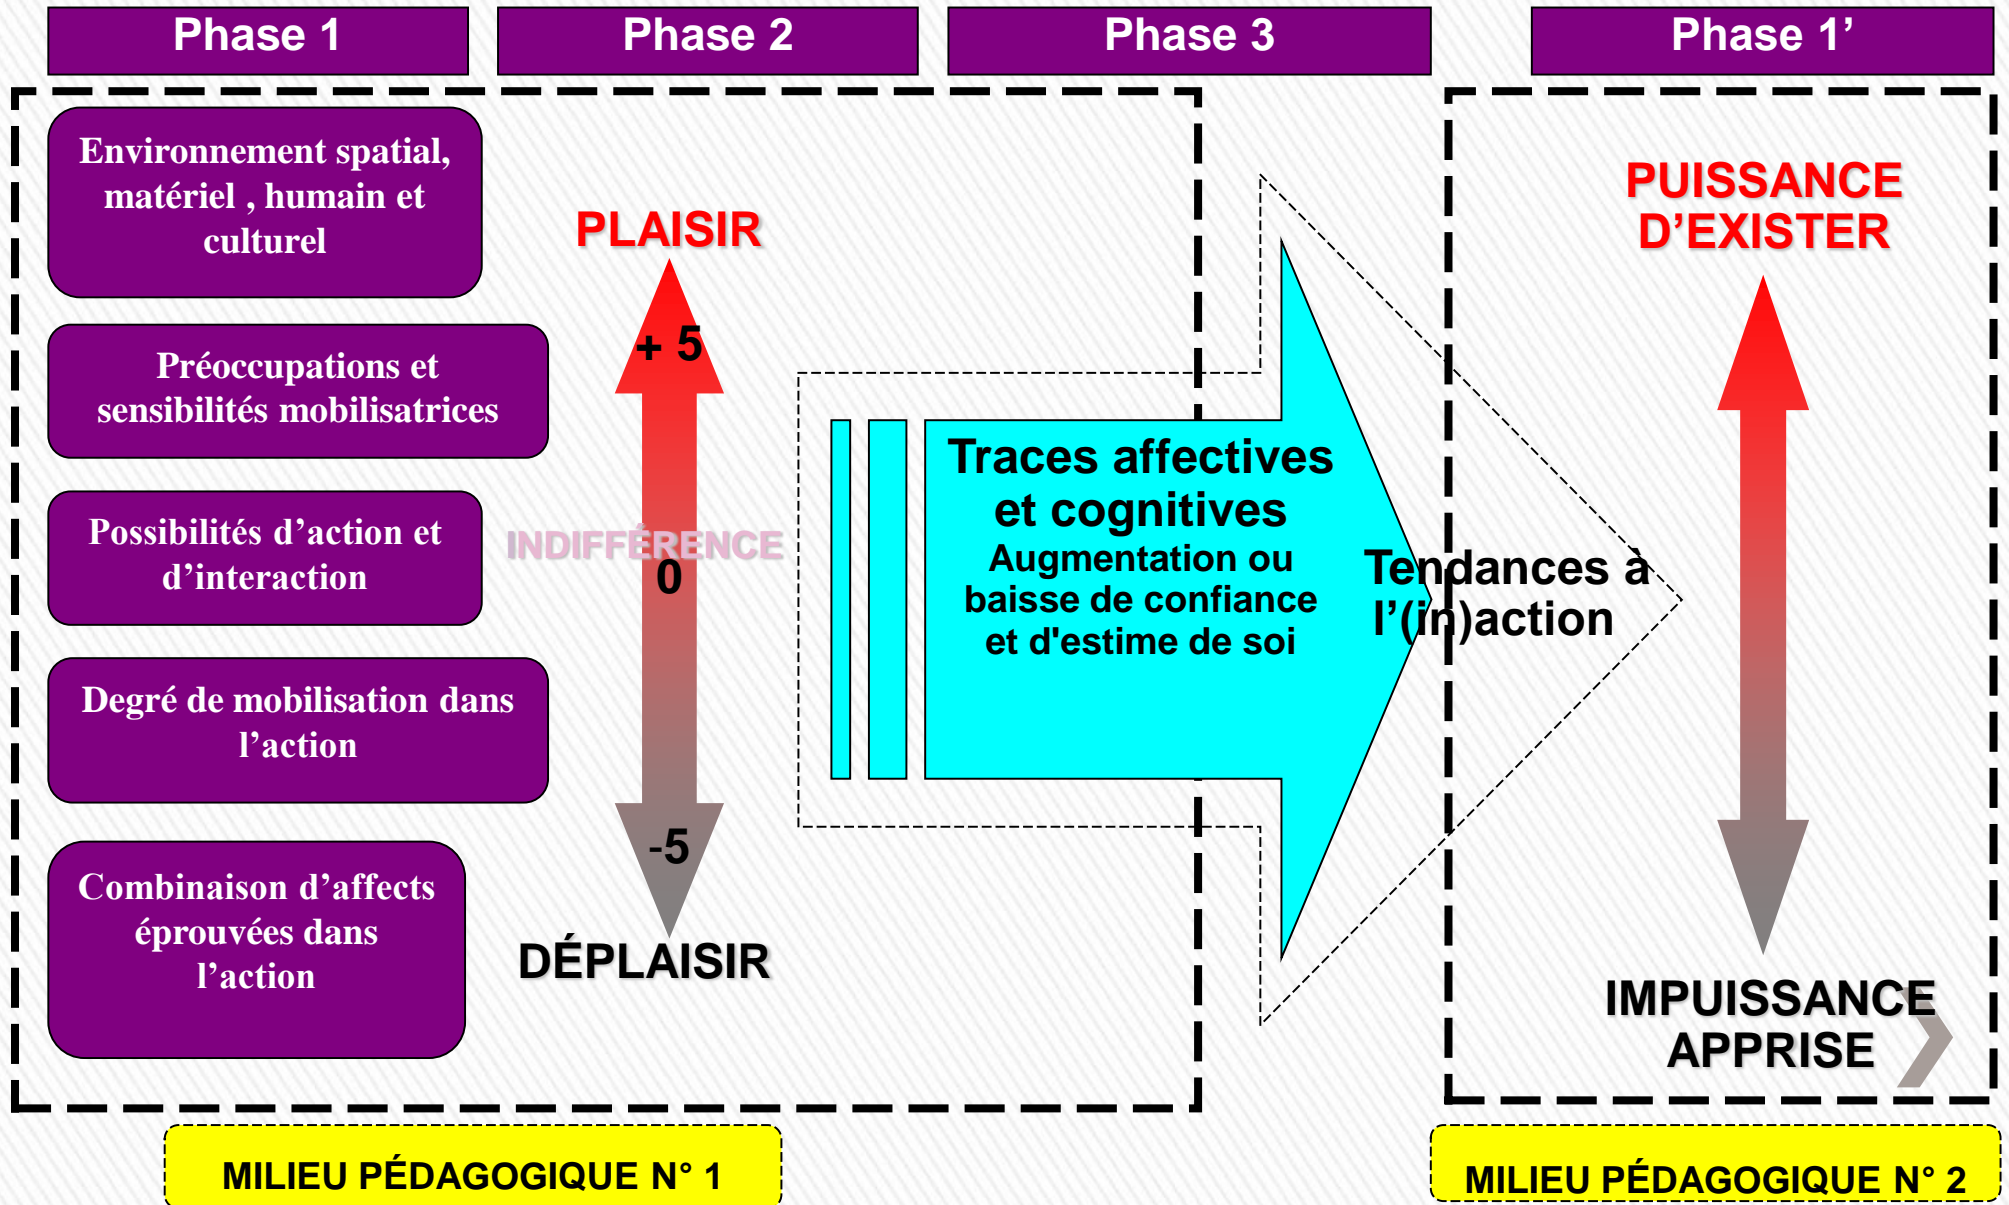 Phase 1
Phase 2
Phase 3
Phase 1’
Environnement spatial,
matériel , humain et
culturel
Préoccupations et
sensibilités mobilisatrices
Possibilités d’action et
d’interaction
Degré de mobilisation dans
l’action
Combinaison d’affects
éprouvées dans
l’action
PLAISIR
+ 5
INDIFFÉRENCE
0
-5
DÉPLAISIR
Traces affectives
et cognitives
Augmentation ou
baisse de confiance
et d'estime de soi
Tendances à
l’(in)action
PUISSANCE
D’EXISTER
IMPUISSANCE
APPRISE
MILIEU PÉDAGOGIQUE N° 1
MILIEU PÉDAGOGIQUE N° 2